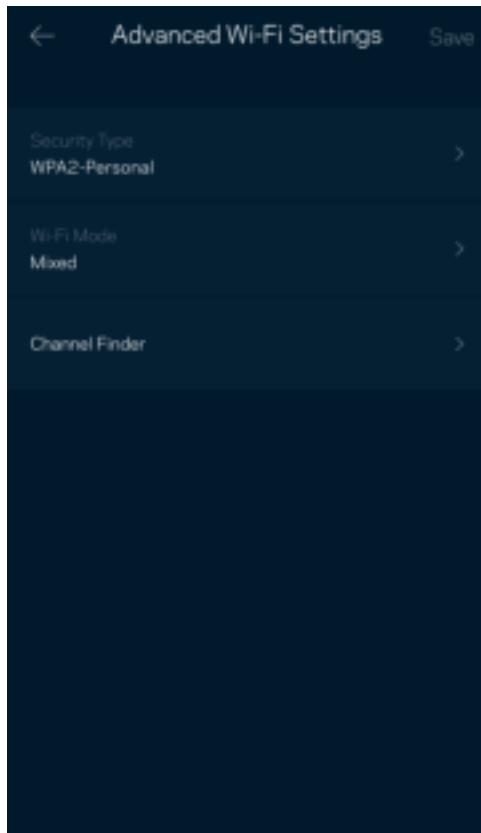 Advanced Wi-Fi Settings Save
Security Type
WPA2-Personal
Wi-Fi Mode
Mixed
Channel Finder